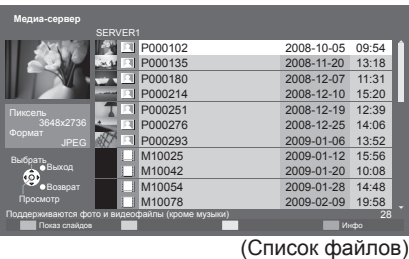 Медиа-сервер
SERVER1
P000102 2008-10-05 09:54
P000135 2008-11-20 13:18
P000180 2008-12-07 11:31
P000214 2008-12-10 15:20
P000251 2008-12-19 12:39
P000276 2008-12-25 14:06
P000293 2009-01-06 13:52
M10025 2009-01-12 15:56
M10042 2009-01-20 10:08
M10054 2009-01-28 14:48
M10078 2009-02-09 19:58
Пиксель
3648x2736
Формат
JPEG
Выбрать
Выход
Возврат
Просмотр
Поддерживаются фото и видеофайлы (кроме музыки) 28
Показ слайдов Инфо
(Список файлов)